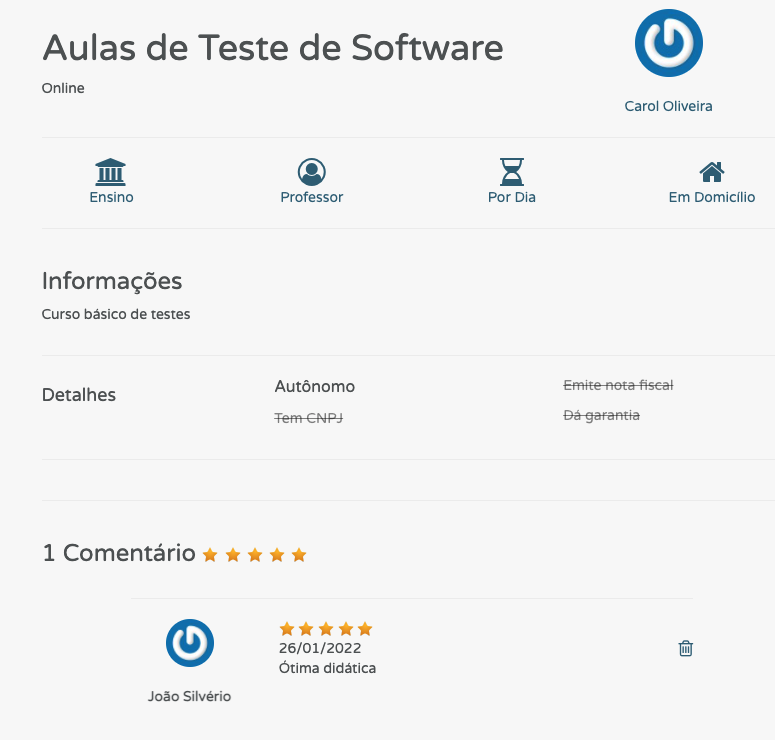 Aulas de Teste de Software
Online
Carol Oliveira
Ensino
Professor
Por Dia
Em Domicílio
Informações
Curso básico de testes
Detalhes
Autônomo
Tem CNPJ
Emite nota fiscal
Dá garantia
1 Comentário
26/01/2022
Ótima didática
João Silvério